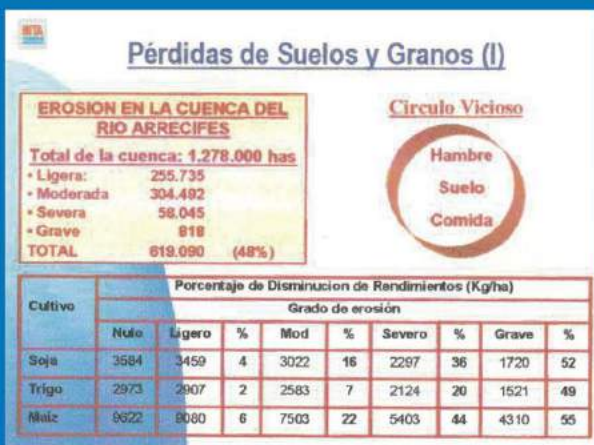 INTA
Pérdidas de Suelos y Granos (I)
EROSION EN LA CUENCA DEL
RIO ARRECIFES
Total de la cuenca: 1.278.000 has
• Ligera: 255.735
• Moderada 304.492
• Severa 58.045
• Grave 818
TOTAL 619.090 (48%)
Circulo Vicioso
Hambre
Suelo
Comida
Cultivo
Porcentaje de Disminucion de Rendimientos (Kg/ha)
Grado de erosión
Nulo Ligero % Mod % Severo % Grave %
Soja 3584 3459 4 3022 16 2297 36 1720 52
Trigo 2973 2907 2 2583 7 2124 20 1521 49
Maiz 9622 9080 6 7503 22 5403 44 4310 55